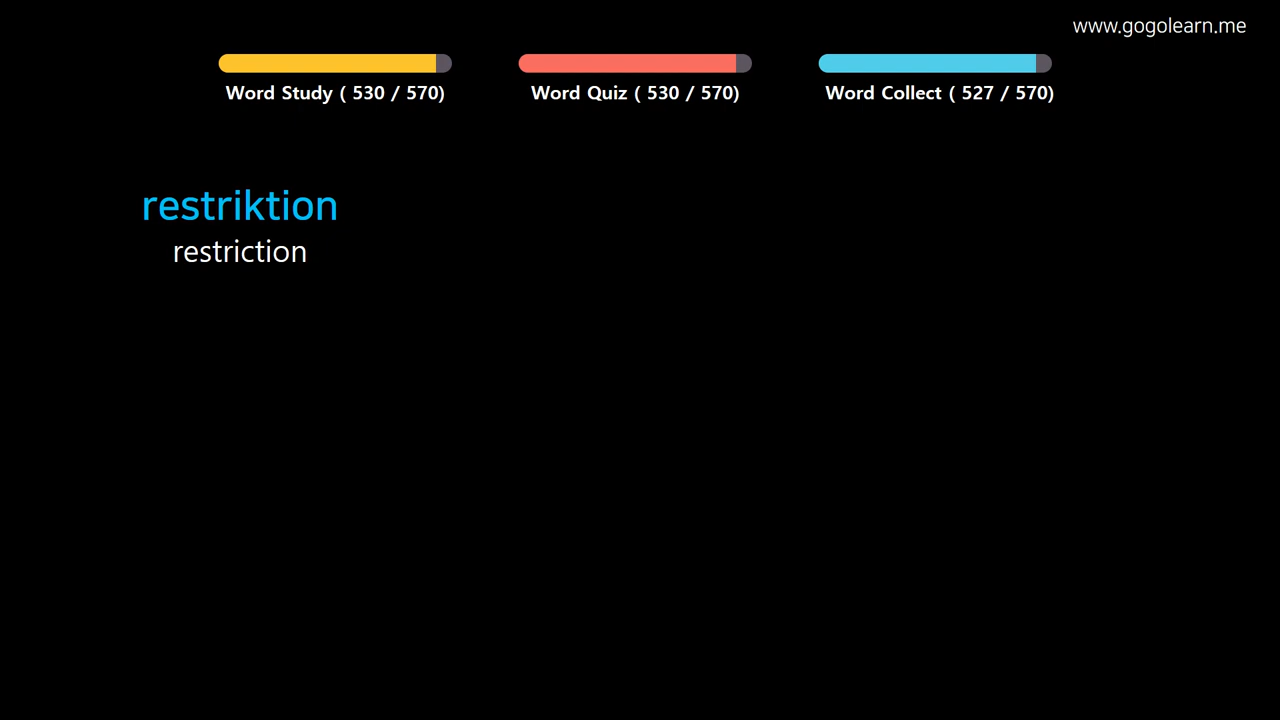 www.gogolearn.me
Word Study ( 530 / 570)
Word Quiz ( 530 / 570)
Word Collect ( 527 / 570)
restriktion
restriction